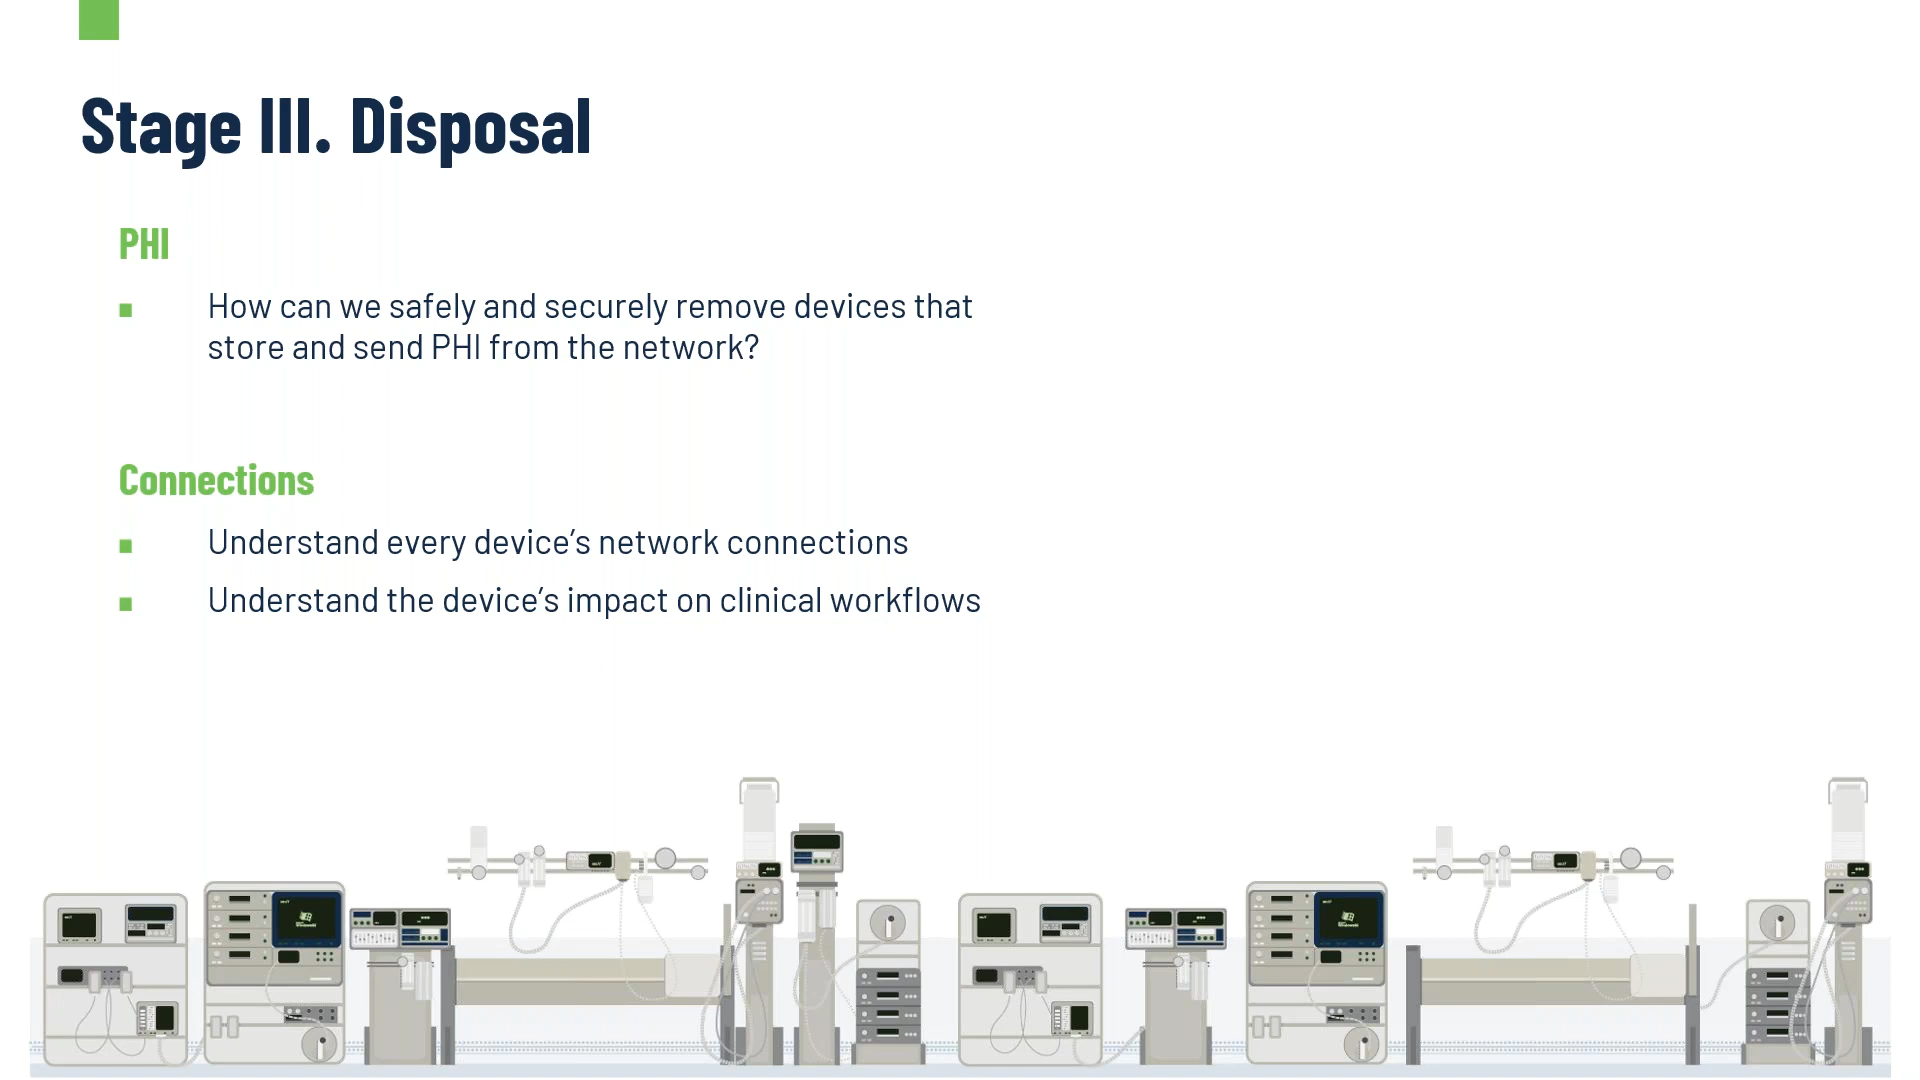 Stage III. Disposal
PHI
How can we safely and securely remove devices that
store and send PHI from the network?
Connections
Understand every device’s network connections
Understand the device’s impact on clinical workflows